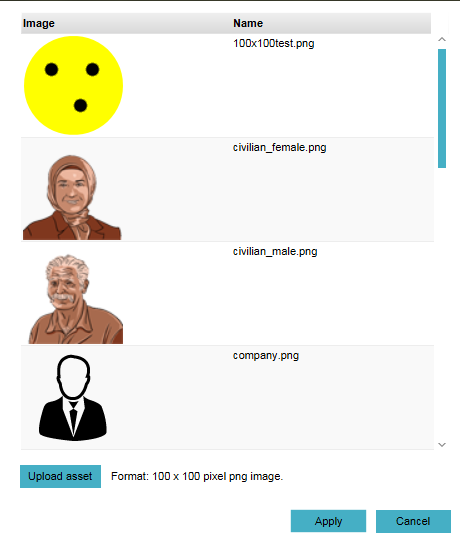 Image Name
100x100test.png
civilian_female.png
civilian_male.png
company.png
Upload asset Format: 100 x 100 pixel png image.
Apply Cancel